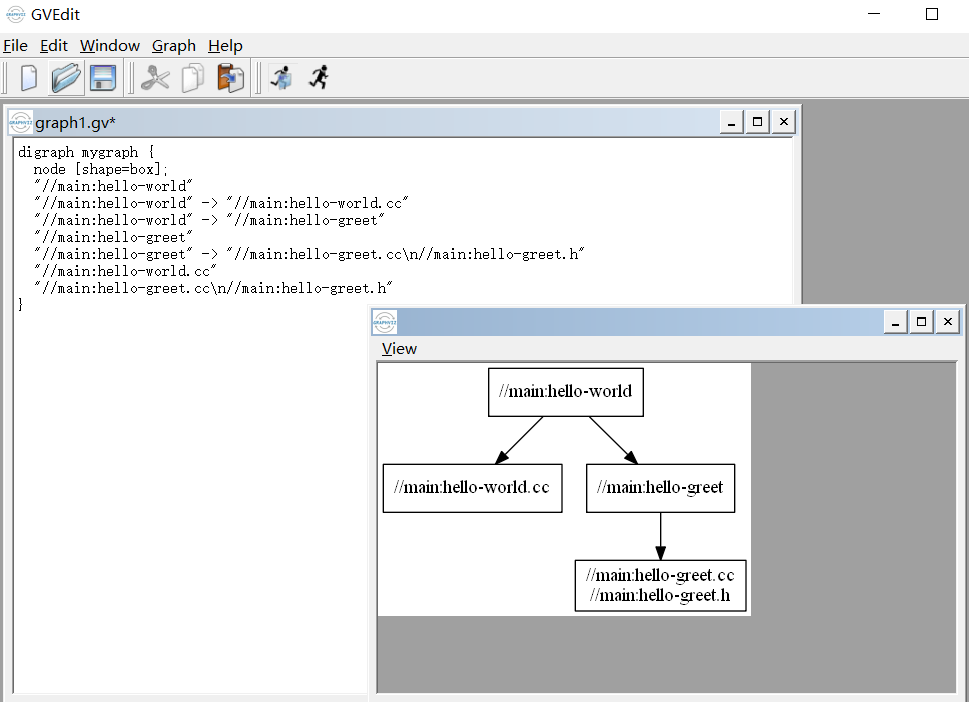 GVEdit
File Edit Window Graph Help
graph1.gv*
digraph mygraph {
  node [shape=box];
  "//main:hello-world"
  "//main:hello-world" -> "//main:hello-world.cc"
  "//main:hello-world" -> "//main:hello-greet"
  "//main:hello-greet"
  "//main:hello-greet" -> "//main:hello-greet.cc\n//main:hello-greet.h"
  "//main:hello-world.cc"
  "//main:hello-greet.cc\n//main:hello-greet.h"
}
View
//main:hello-world
//main:hello-world.cc
//main:hello-greet
//main:hello-greet.cc
//main:hello-greet.h